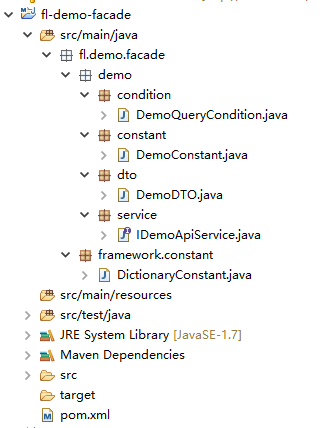 fl-demo-facade
src/main/java
fl.demo.facade
demo
condition
DemoQueryCondition.java
constant
DemoConstant.java
dto
DemoDTO.java
service
IDemoApiService.java
framework.constant
DictionaryConstant.java
src/main/resources
src/test/java
JRE System Library [JavaSE-1.7]
Maven Dependencies
src
target
pom.xml